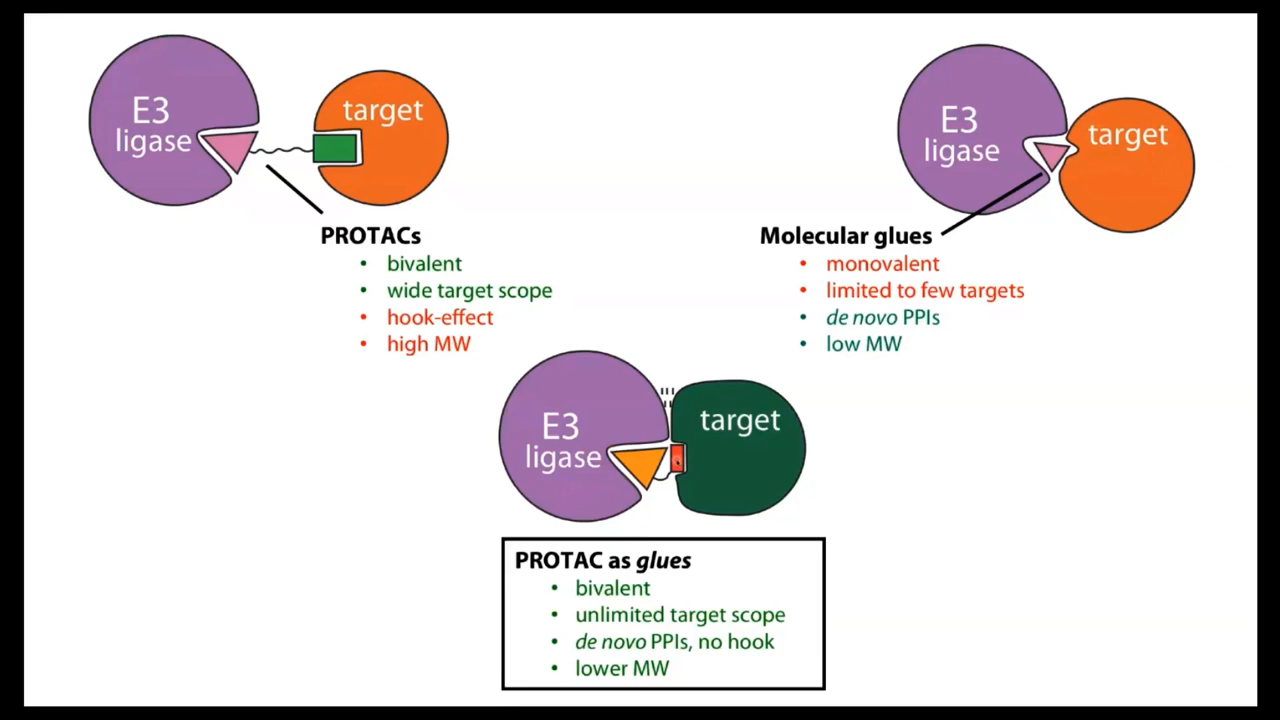 E3
ligase
target
PROTACs
• bivalent
• wide target scope
• hook-effect
• high MW
E3
ligase
target
Molecular glues
• monovalent
• limited to few targets
• de novo PPIs
• low MW
E3
ligase
target
PROTAC as glues
• bivalent
• unlimited target scope
• de novo PPIs, no hook
• lower MW